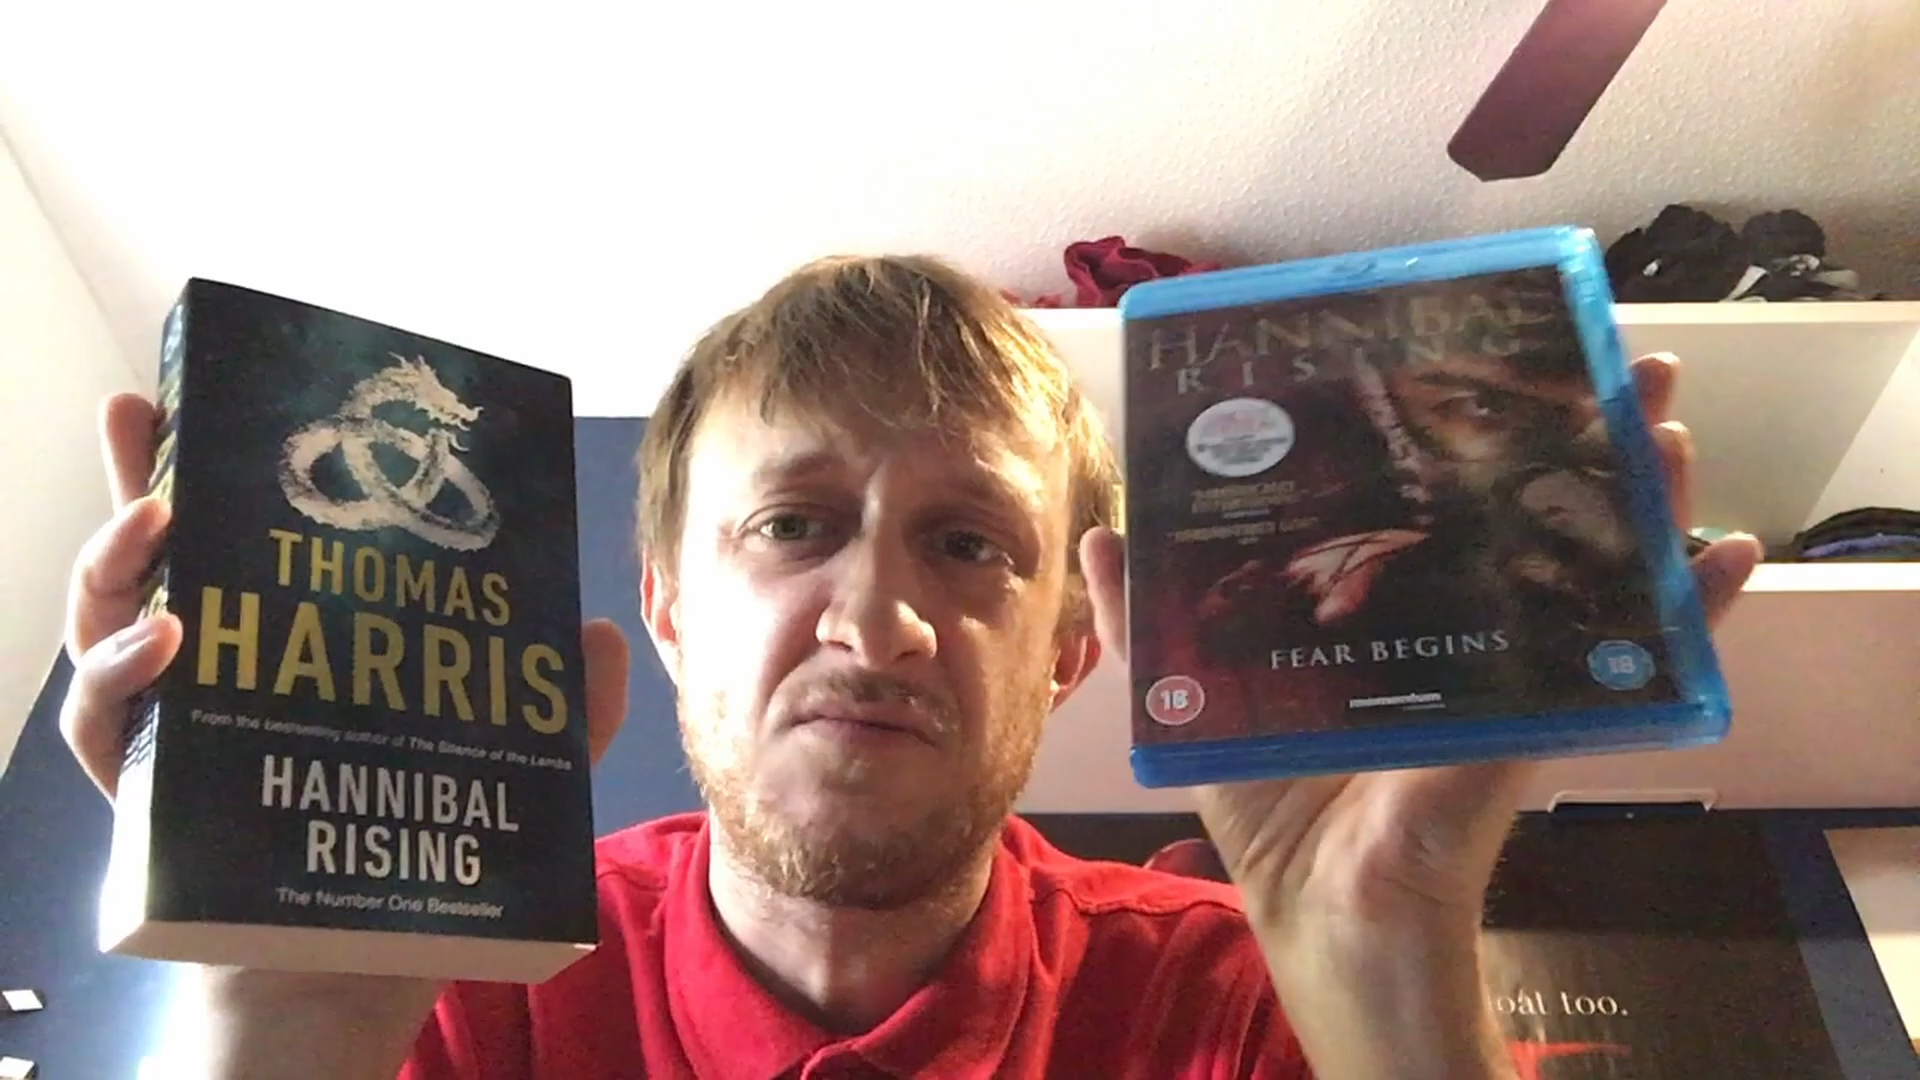 THOMAS
HARRIS
From the bestselling author of The Silence of the Lambs
HANNIBAL
RISING
The Number One Bestseller
HANNIBAL
RISING
FEAR BEGINS
18
18
momentum
too.